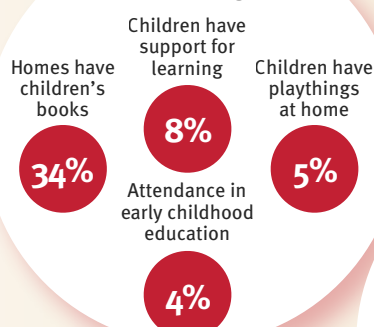 Children have
support for
learning
8%
Homes have
children's
books
34%
Children have
playthings
at home
5%
Attendance in
early childhood
education
4%